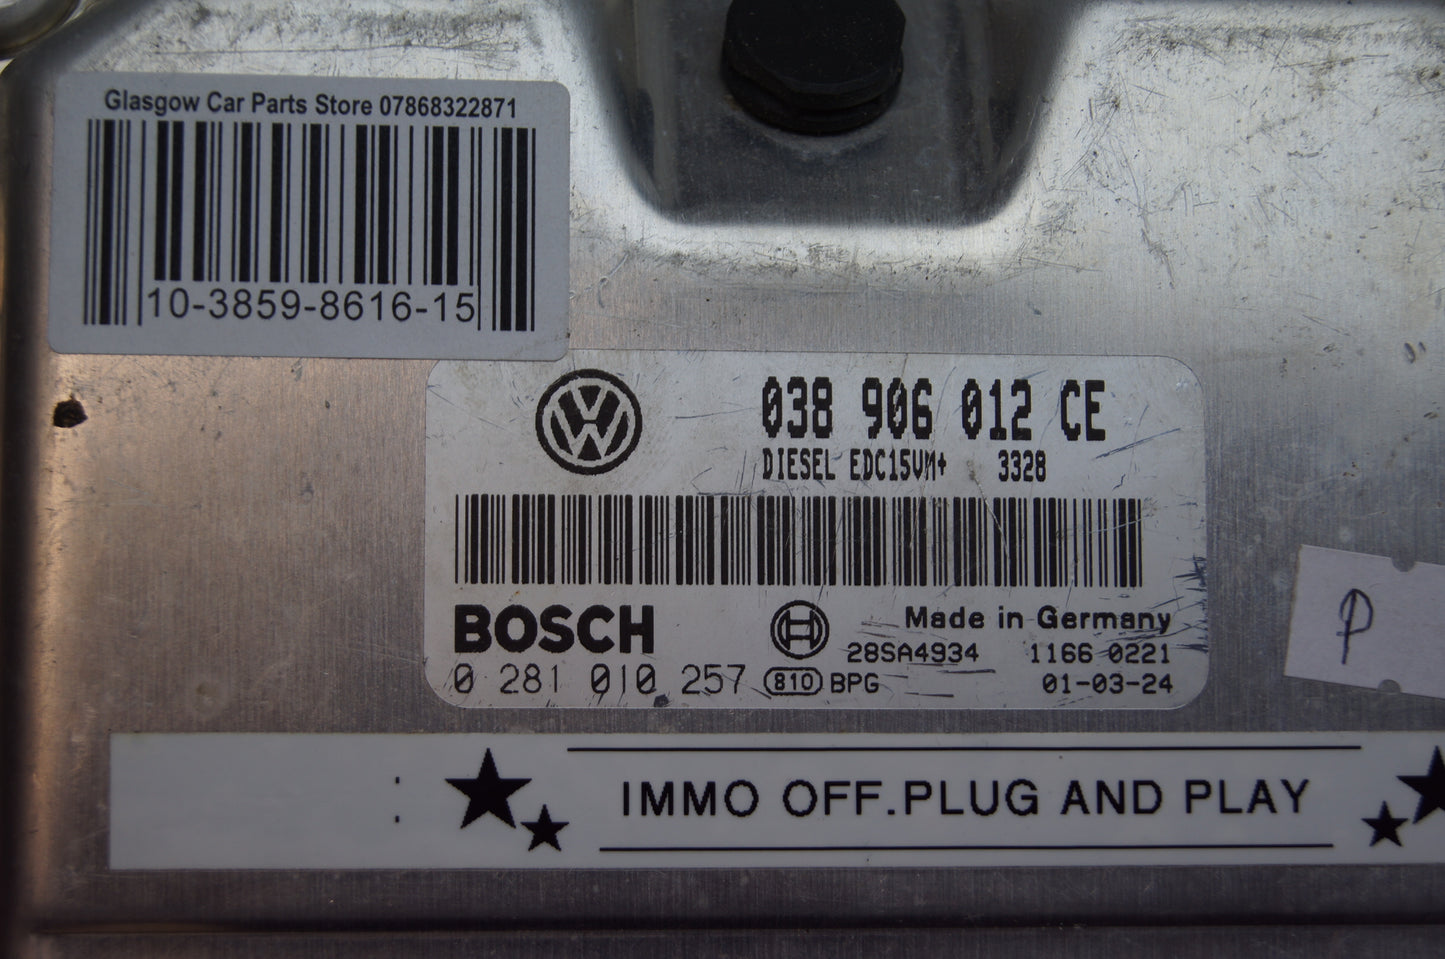 Glasgow Car Parts Store 07868322871
10-3859-8616-15
038 906 012 CE
DIESEL EDC15VM+ 3328
BOSCH
Made in Germany
28SA4934 1166 0221
0 281 010 257 810 BPG 01-03-24
P
IMMO OFF.PLUG AND PLAY